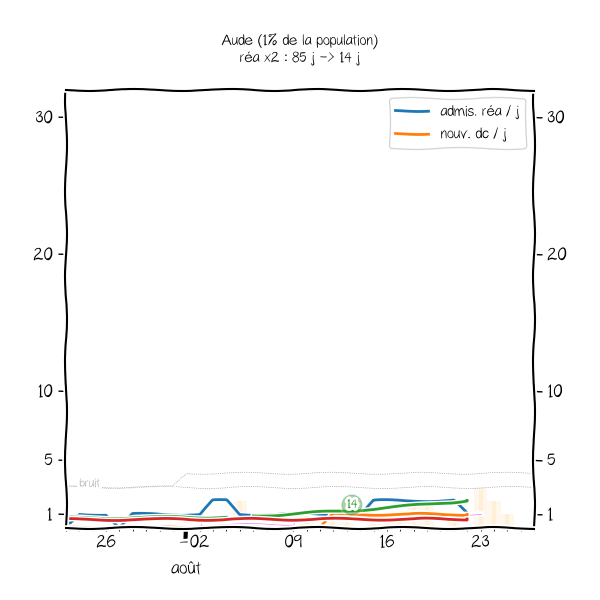 Aude (1% de la population)
réa x2 : 85 j -> 14 j
admis. réa / j
nouv. dc / j
30
30
20
20
10
10
5
5
bruit
14
1
1
26
02
09
16
23
août